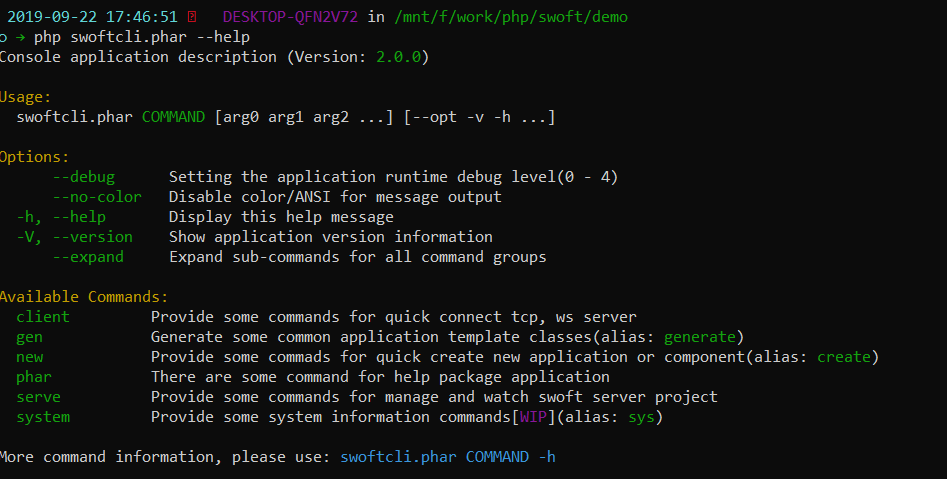 2019-09-22 17:46:51 DESKTOP-QFN2V72 in /mnt/f/work/php/swoft/demo
o → php swoftcli.phar --help
Console application description (Version: 2.0.0)
Usage:
swoftcli.phar COMMAND [arg0 arg1 arg2 ...] [--opt -v -h ...]
Options:
--debug Setting the application runtime debug level(0 - 4)
--no-color Disable color/ANSI for message output
-h, --help Display this help message
-V, --version Show application version information
--expand Expand sub-commands for all command groups
Available Commands:
client Provide some commands for quick connect tcp, ws server
gen Generate some common application template classes(alias: generate)
new Provide some commads for quick create new application or component(alias: create)
phar There are some command for help package application
serve Provide some commands for manage and watch swoft server project
system Provide some system information commands[WIP](alias: sys)
More command information, please use: swoftcli.phar COMMAND -h